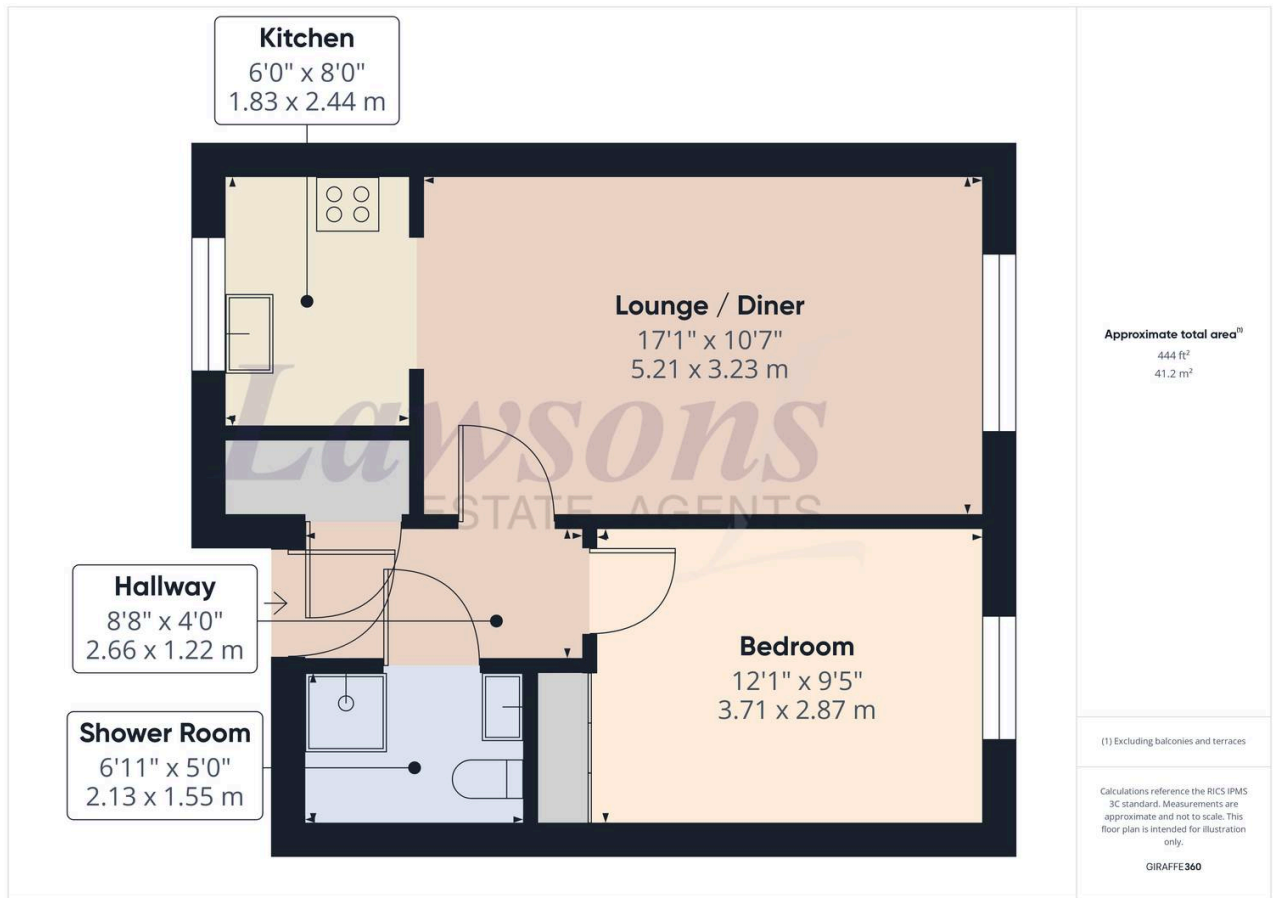 Kitchen
6'0" x 8'0"
1.83 x 2.44 m
Lounge / Diner
17'1" x 10'7"
5.21 x 3.23 m
Lawsons
ESTATE AGENTS
Hallway
8'8" x 4'0"
2.66 x 1.22 m
Bedroom
12'1" x 9'5"
3.71 x 2.87 m
Shower Room
6'11" x 5'0"
2.13 x 1.55 m
Approximate total area⁽¹⁾
444 ft²
41.2 m²
(1) Excluding balconies and terraces
Calculations reference the RICS IPMS
3C standard. Measurements are
approximate and not to scale. This
floor plan is intended for illustration
only.
GIRAFFE360